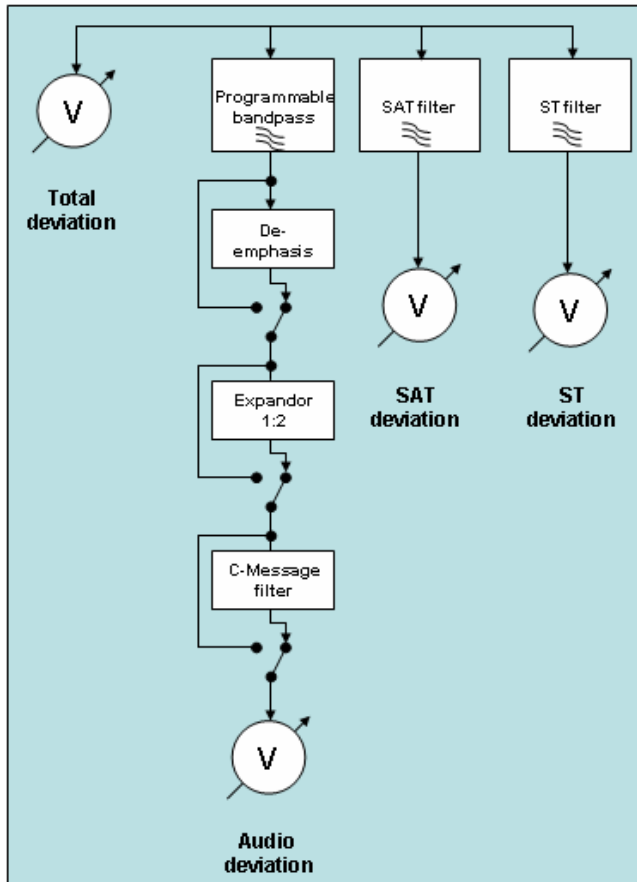 Programmable
bandpass
SAT filter
ST filter
V
Total
deviation
De-
emphasis
V
V
SAT
deviation
ST
deviation
Expandor
1:2
C-Message
filter
V
Audio
deviation